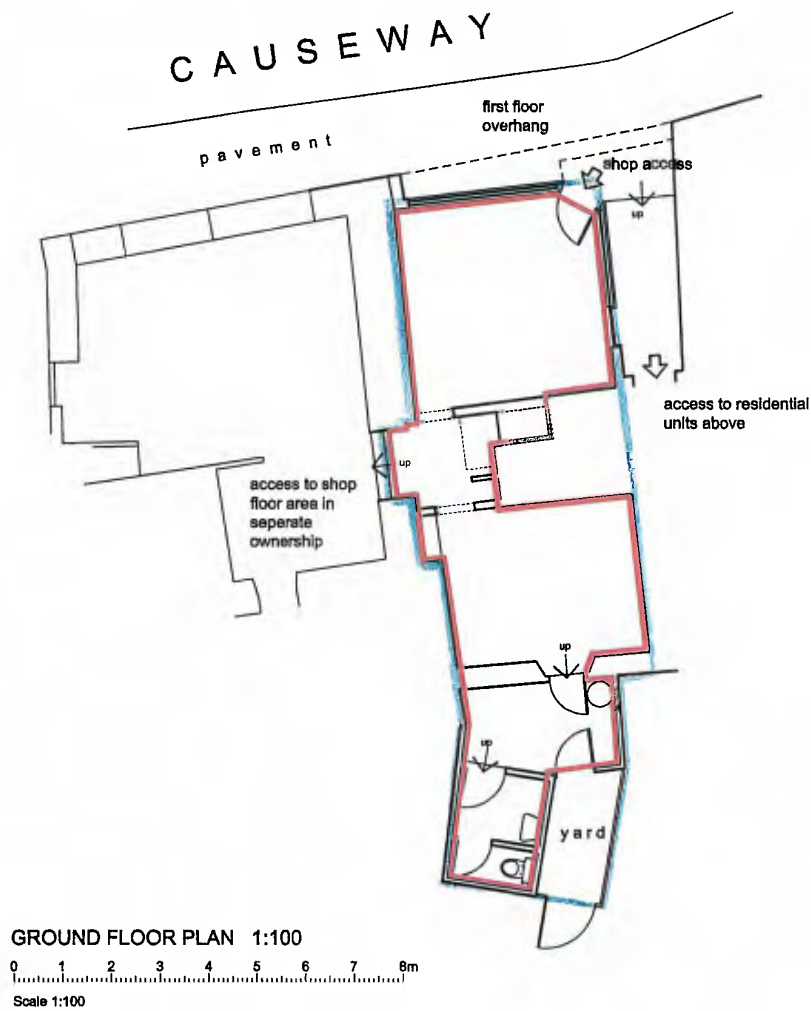 CAUSEWAY
pavement
first floor
overhang
shop access
up
access to residential
units above
up
access to shop
floor area in
seperate
ownership
up
up
yard
GROUND FLOOR PLAN 1:100
0 1 2 3 4 5 6 7 8m
Scale 1:100